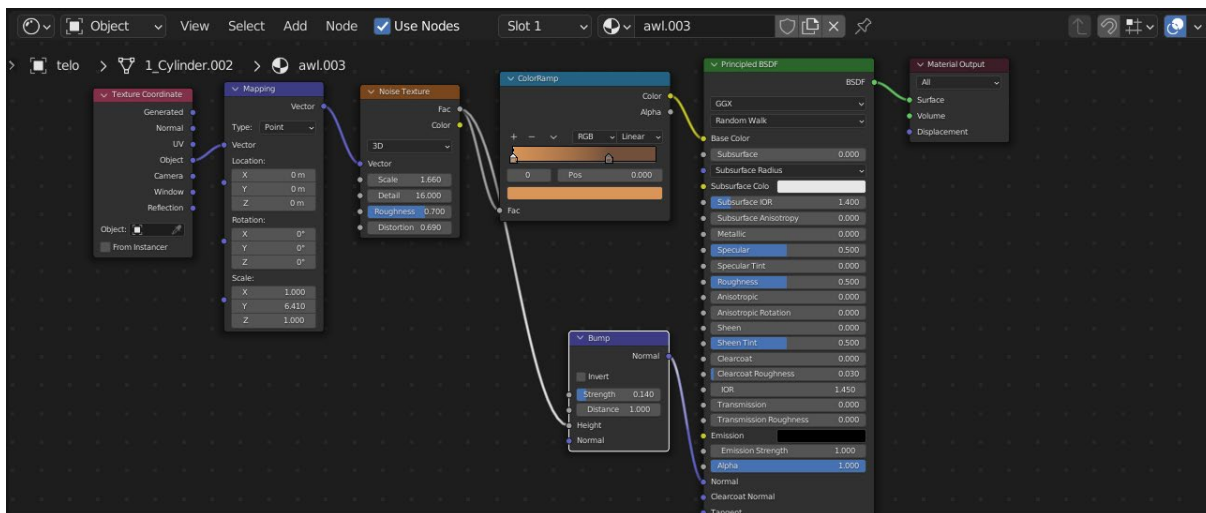 Object View Select Add Node Use Nodes Slot 1 awl.003
telo > 1_Cylinder.002 > awl.003
Texture Coordinate
Generated
Normal
UV
Object
Camera
Window
Reflection
Object:
From Instancer
Mapping
Vector
Type: Point
Vector
Location:
X 0 m
Y 0 m
Z 0 m
Rotation:
X 0°
Y 0°
Z 0°
Scale:
X 1.000
Y 6.410
Z 1.000
Noise Texture
Fac
Color
3D
Vector
Scale 1.660
Detail 16.000
Roughness 0.700
Distortion 0.690
ColorRamp
Color
Alpha
+ − RGB Linear
0 Pos 0.000
Fac
Bump
Normal
Invert
Strength 0.140
Distance 1.000
Height
Normal
Principled BSDF
BSDF
GGX
Random Walk
Base Color
Subsurface 0.000
Subsurface Radius
Subsurface Colo
Subsurface IOR 1.400
Subsurface Anisotropy 0.000
Metallic 0.000
Specular 0.500
Specular Tint 0.000
Roughness 0.500
Anisotropic 0.000
Anisotropic Rotation 0.000
Sheen 0.000
Sheen Tint 0.500
Clearcoat 0.000
Clearcoat Roughness 0.030
IOR 1.450
Transmission 0.000
Transmission Roughness 0.000
Emission
Emission Strength 1.000
Alpha 1.000
Normal
Clearcoat Normal
Tangent
Material Output
All
Surface
Volume
Displacement